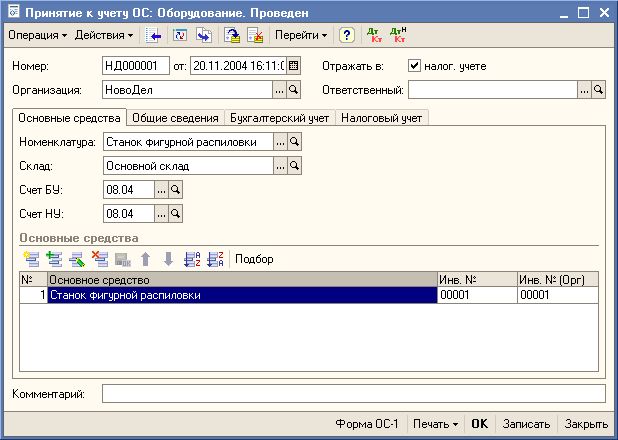 Принятие к учету ОС: Оборудование. Проведен
Операция Действия Перейти ? Дт Кт Дт Н Кт
Номер: НД000001 от: 20.11.2004 16:11:0 Отражать в: налог. учете
Организация: НовоДел ... Ответственный: ...
Основные средства Общие сведения Бухгалтерский учет Налоговый учет
Номенклатура: Станок фигурной распиловки ...
Склад: Основной склад ...
Счет БУ: 08.04 ...
Счет НУ: 08.04 ...
Основные средства
А Я Я А Подбор
№ Основное средство Инв. № Инв. № (Орг)
1 Станок фигурной распиловки 00001 00001
Комментарий:
Форма ОС-1 Печать OK Записать Закрыть